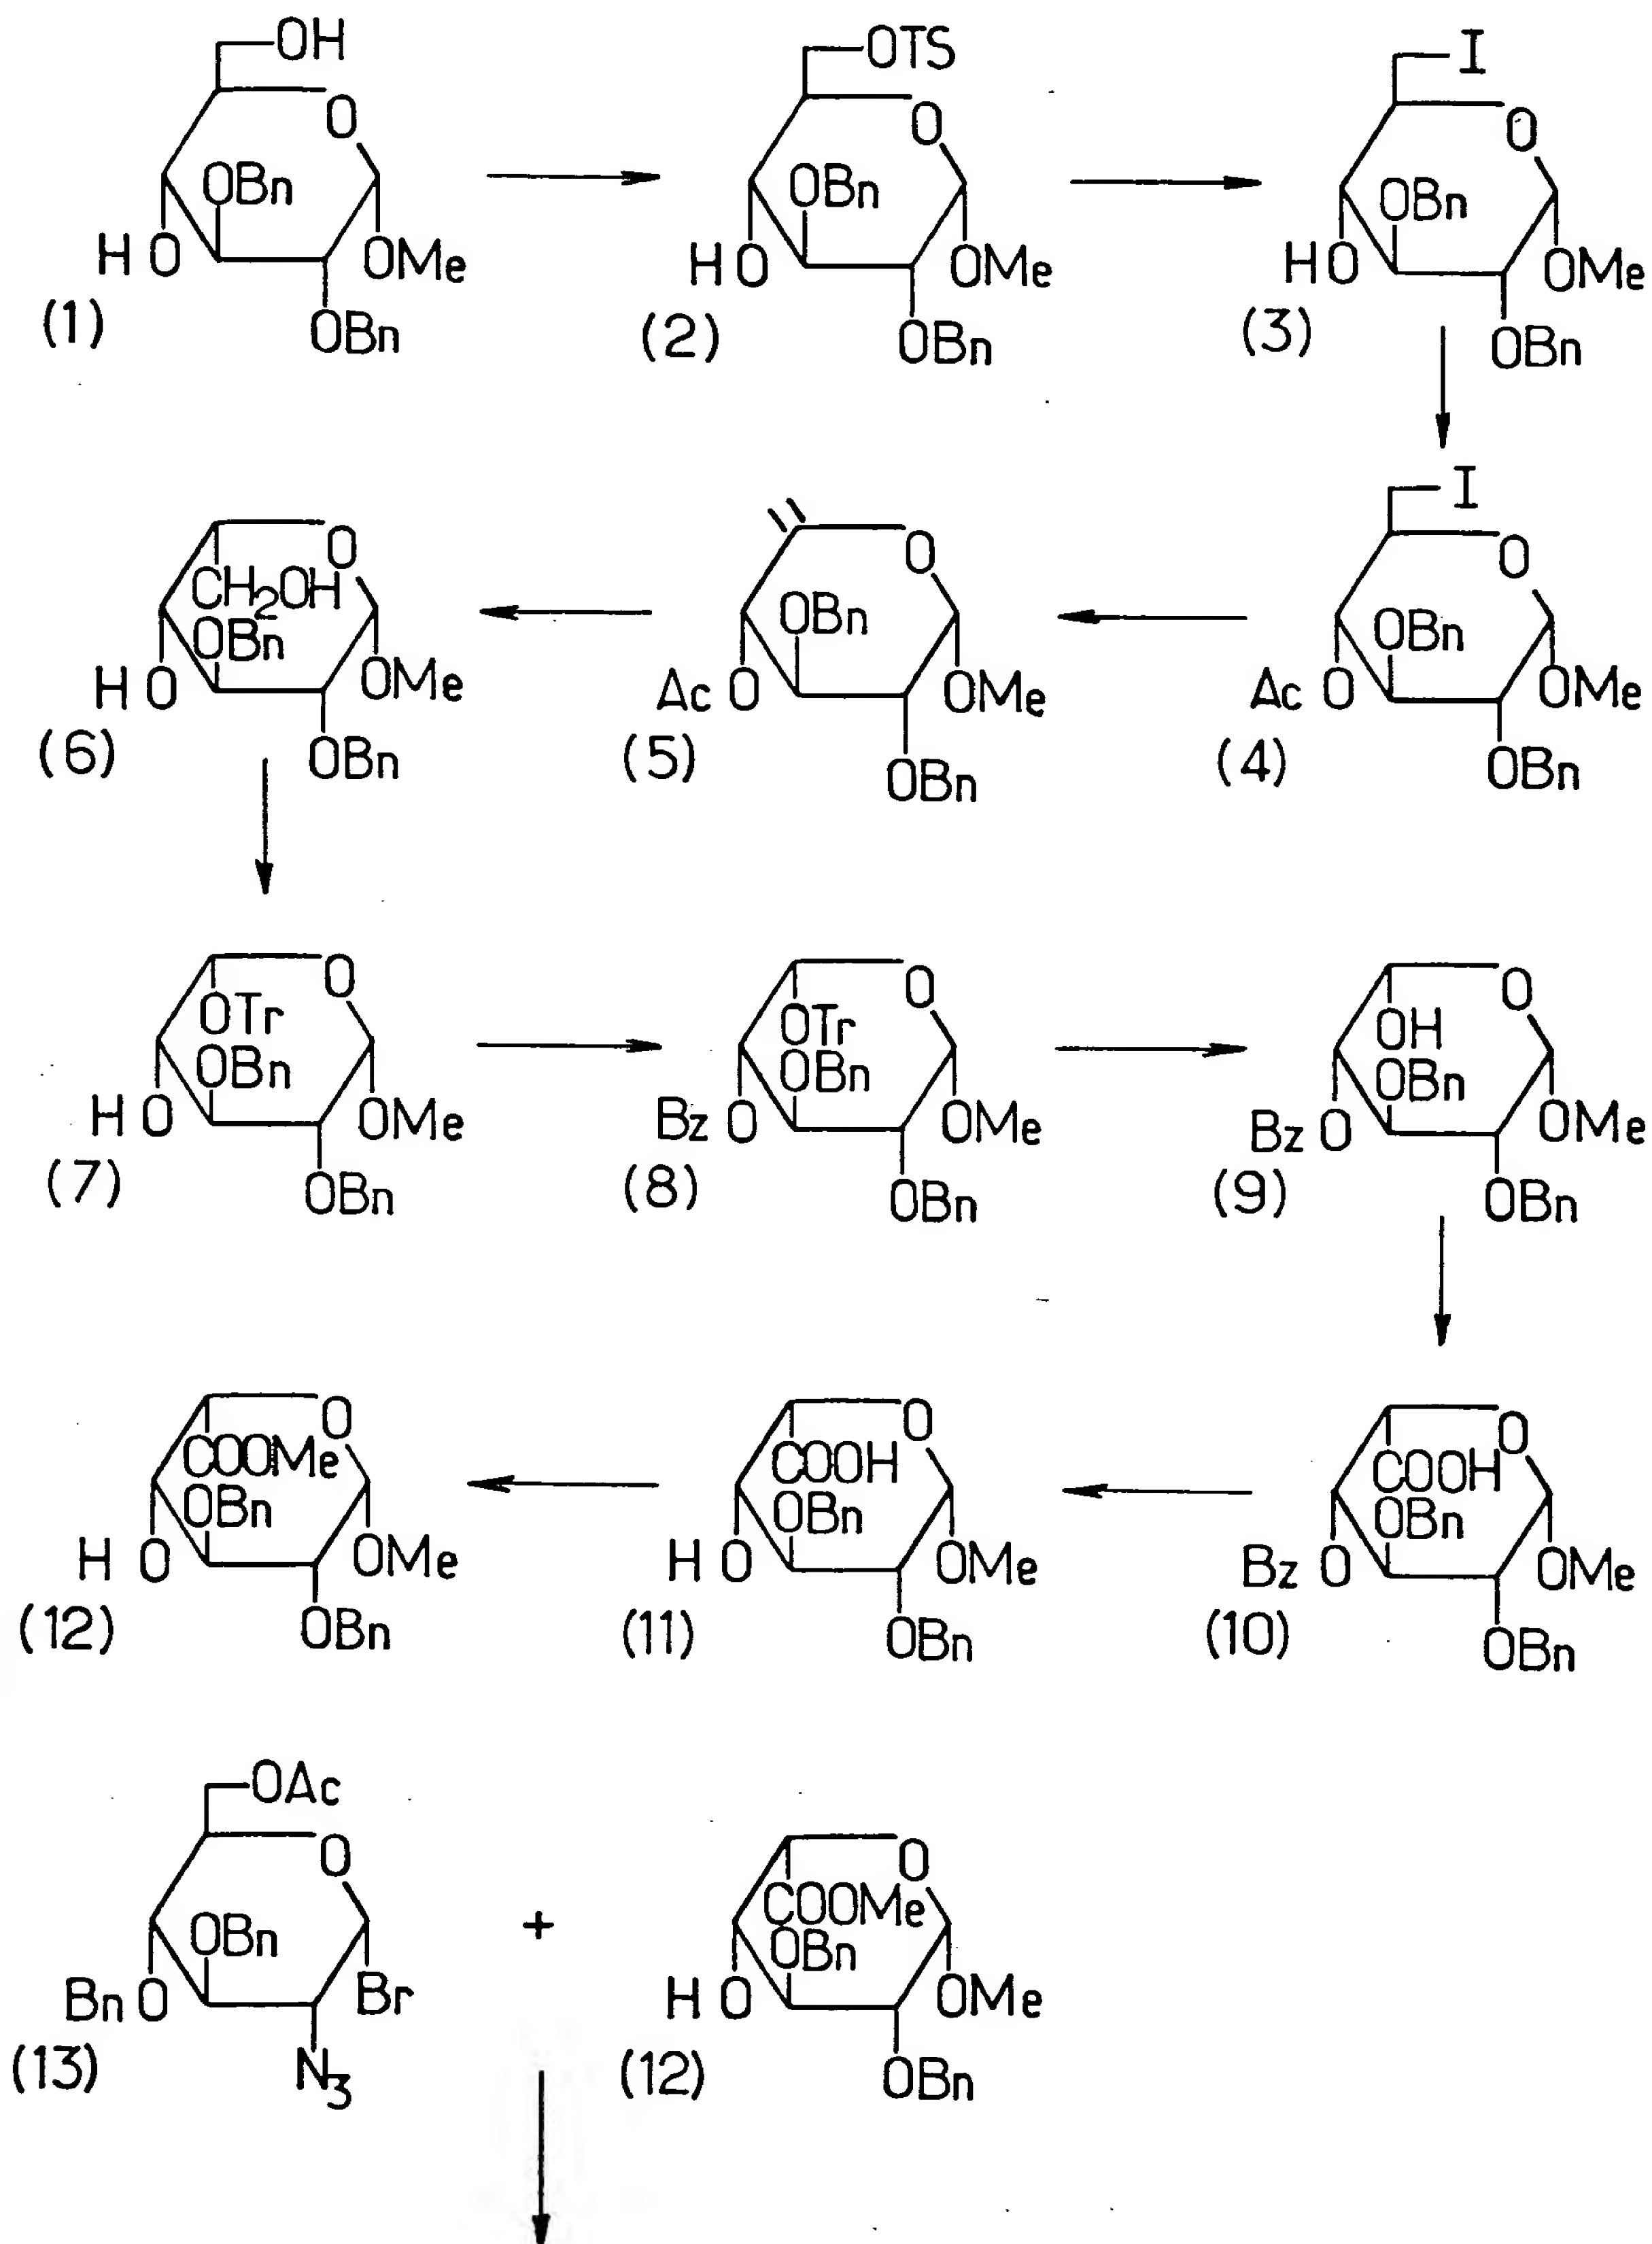 OH
O
OBn
HO
OMe
(1)
OBn
OTS
O
OBn
HO
OMe
(2)
OBn
I
O
OBn
HO
OMe
(3)
OBn
O
CH2OH
OBn
HO
OMe
(6)
OBn
O
OBn
AcO
OMe
(5)
OBn
I
O
OBn
AcO
OMe
(4)
OBn
O
OTr
OBn
HO
OMe
(7)
OBn
O
OTr
OBn
BzO
OMe
(8)
OBn
O
OH
OBn
BzO
OMe
(9)
OBn
O
COOMe
OBn
HO
OMe
(12)
OBn
O
COOH
OBn
HO
OMe
(11)
OBn
O
COOH
OBn
BzO
OMe
(10)
OBn
OAc
O
OBn
BnO
Br
(13)
N3
+
O
COOMe
OBn
HO
OMe
(12)
OBn